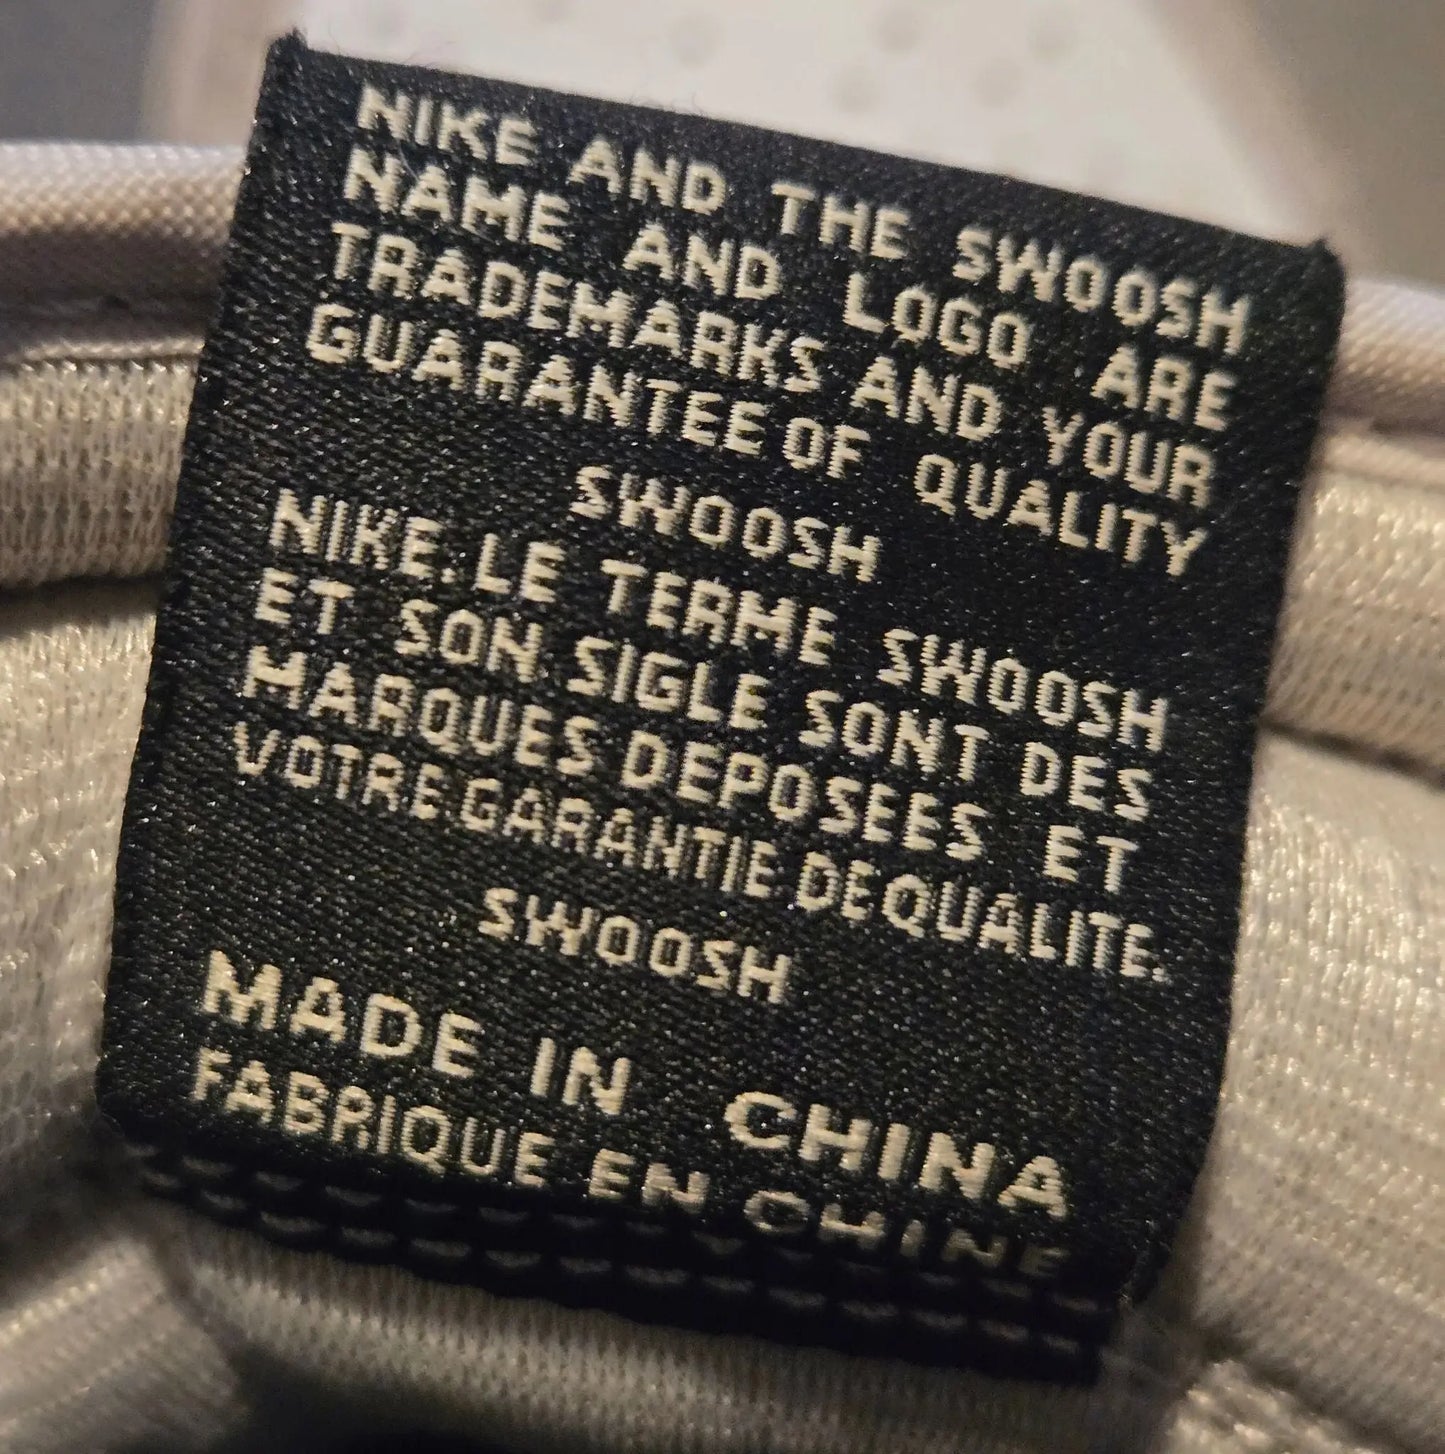 NIKE AND THE SWOOSH
NAME AND LOGO ARE
TRADEMARKS AND YOUR
GUARANTEE OF QUALITY
SWOOSH
NIKE. LE TERME SWOOSH
ET SON SIGLE SONT DES
MARQUES DEPOSEES ET
VOTRE GARANTIE DE QUALITE.
SWOOSH
MADE IN CHINA
FABRIQUE EN CHINE